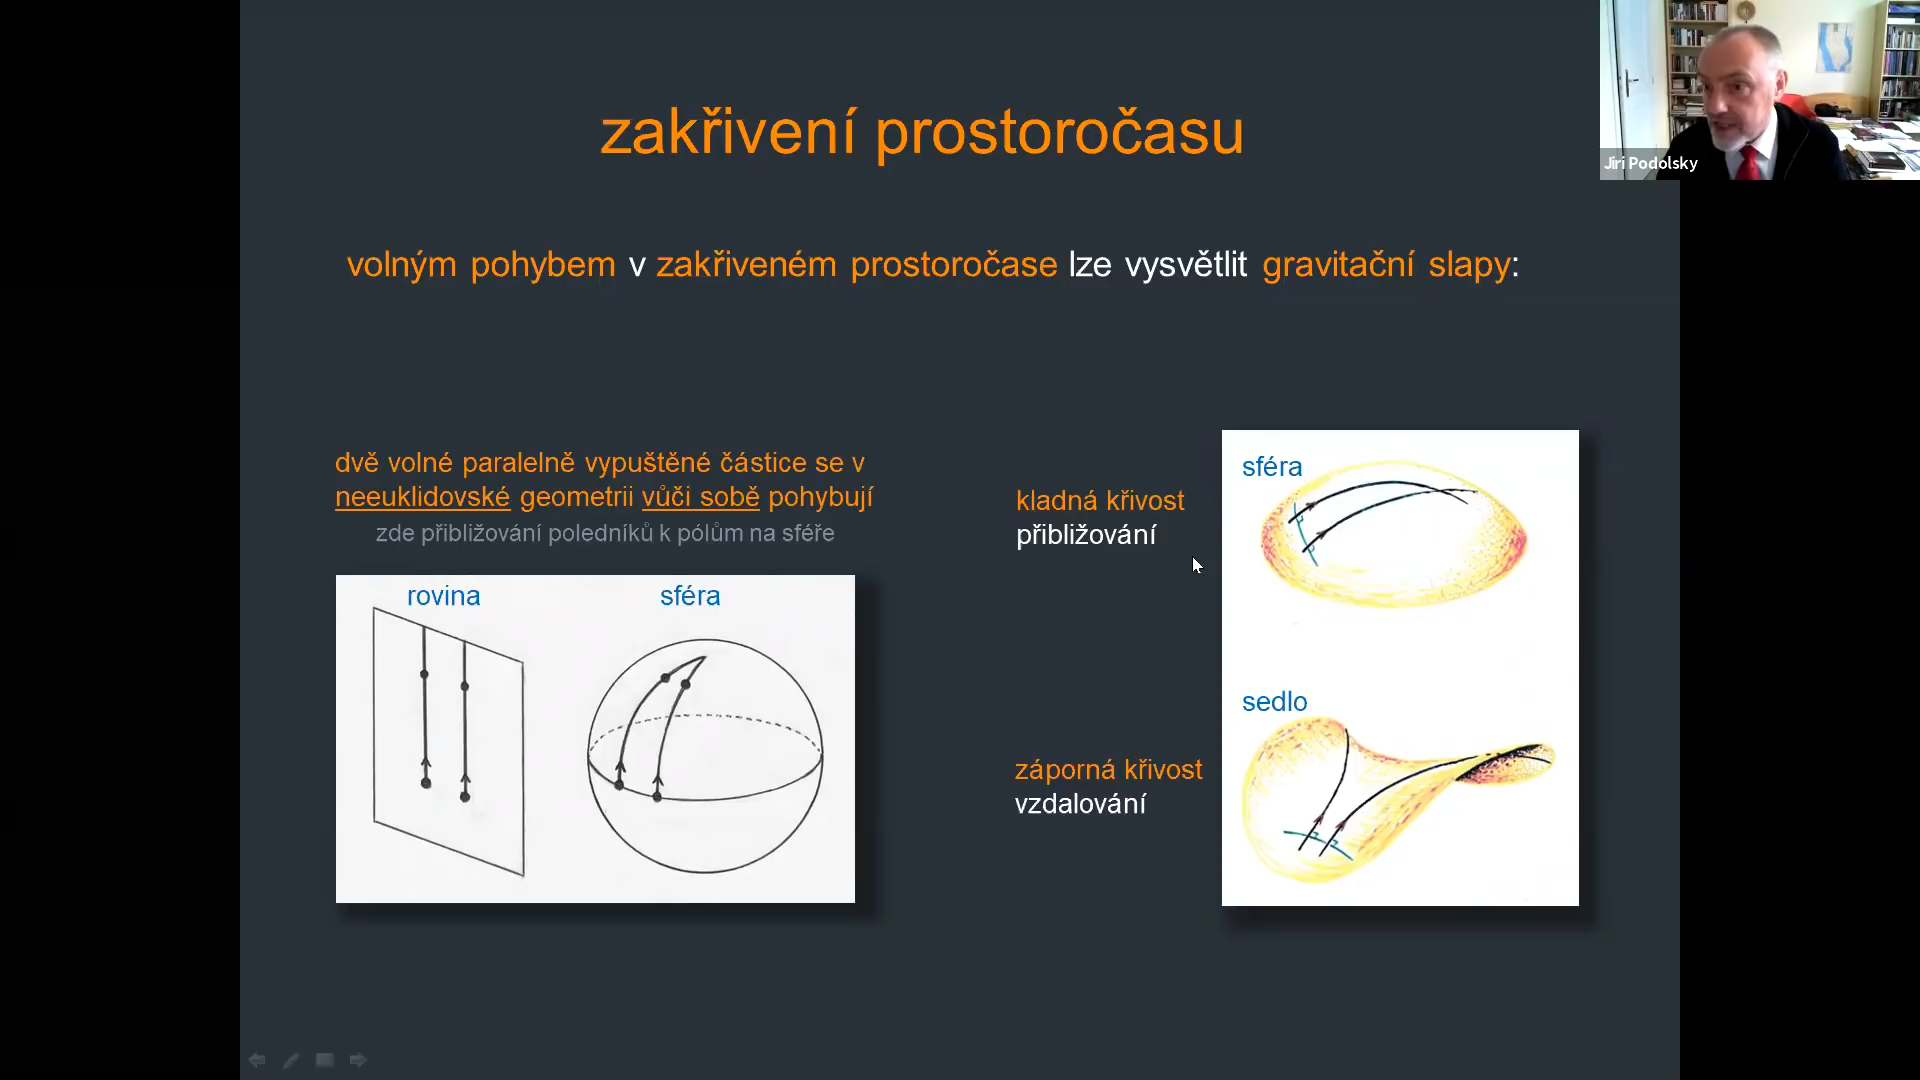 zakřivení prostoročasu
Jiri Podolsky
volným pohybem v zakřiveném prostoročase lze vysvětlit gravitační slapy:
dvě volné paralelně vypuštěné částice se v
neeuklidovské geometrii vůči sobě pohybují
zde přibližování poledníků k pólům na sféře
rovina
sféra
kladná křivost
přibližování
sféra
záporná křivost
vzdalování
sedlo